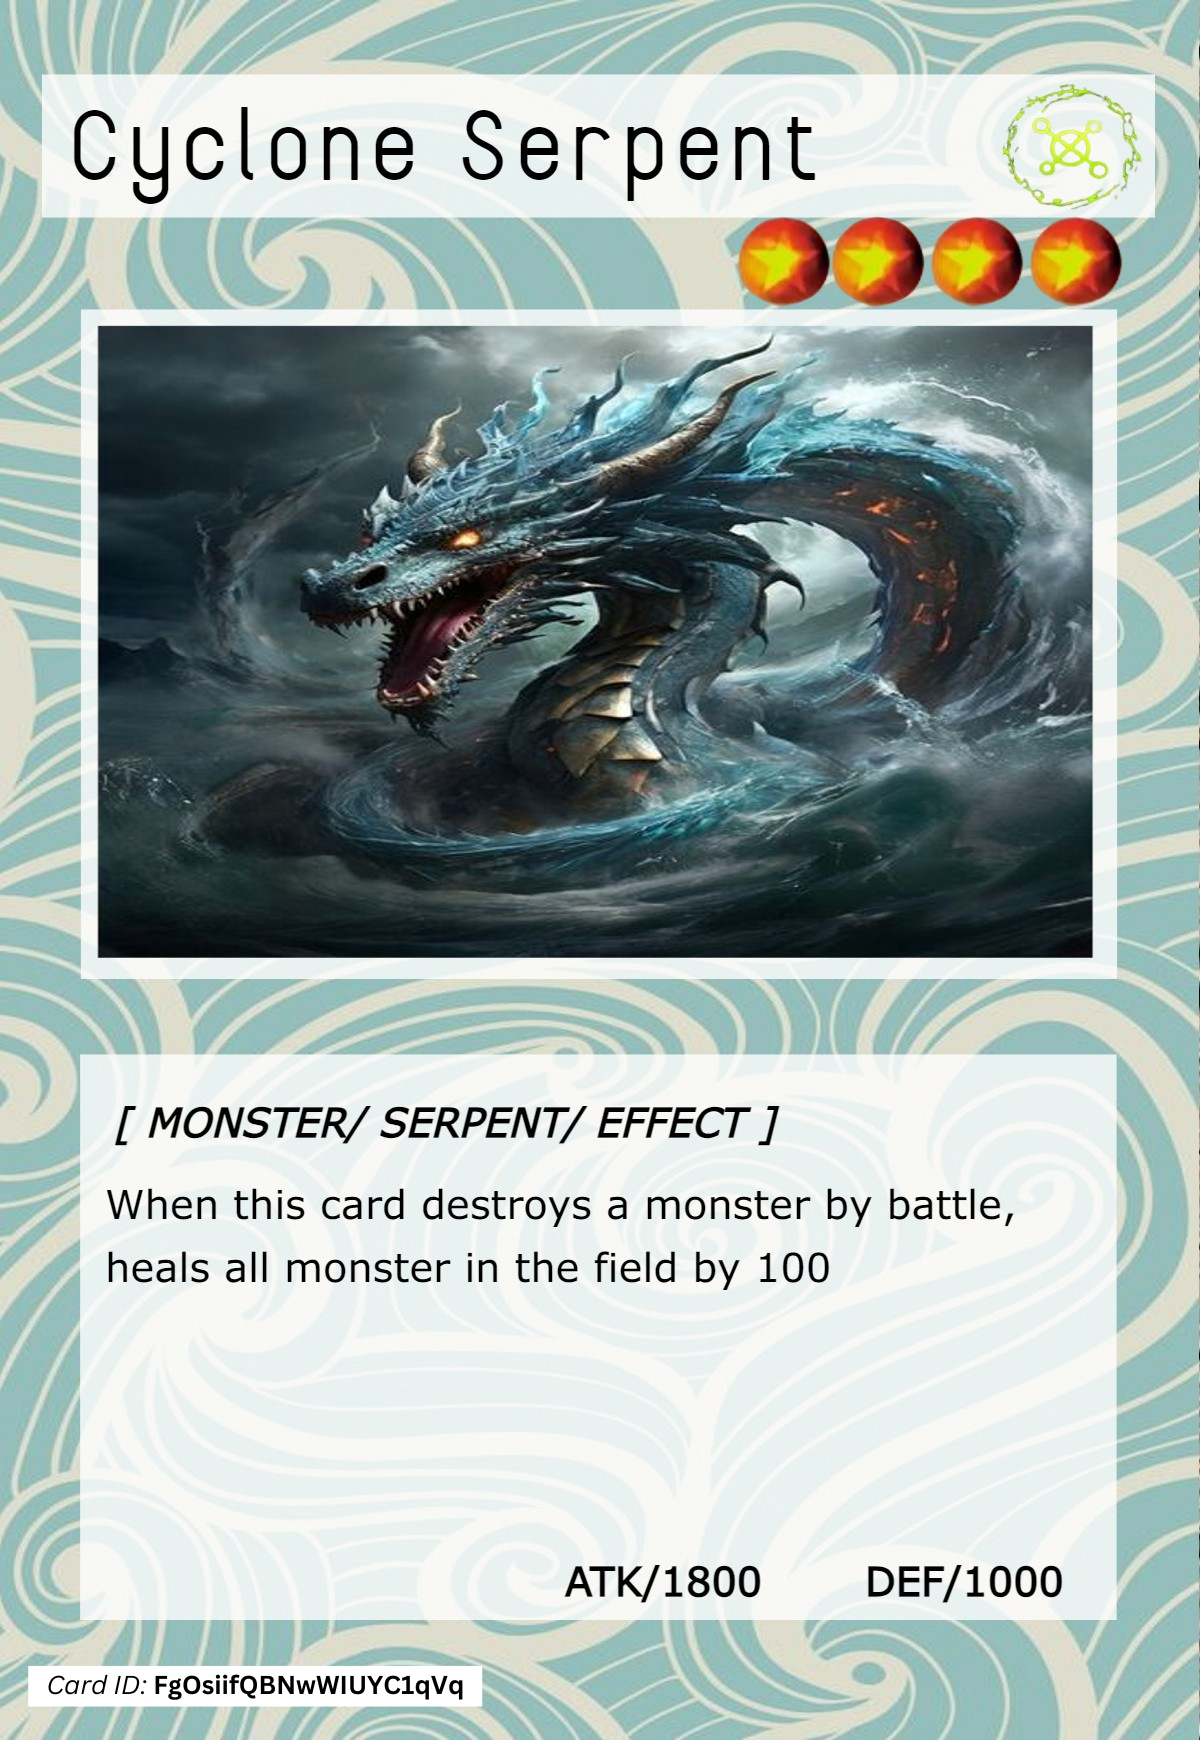 Cyclone Serpent
[ MONSTER/ SERPENT/ EFFECT ]
When this card destroys a monster by battle,
heals all monster in the field by 100
ATK/1800 DEF/1000
Card ID: FgOsiifQBNwWIUYC1qVq